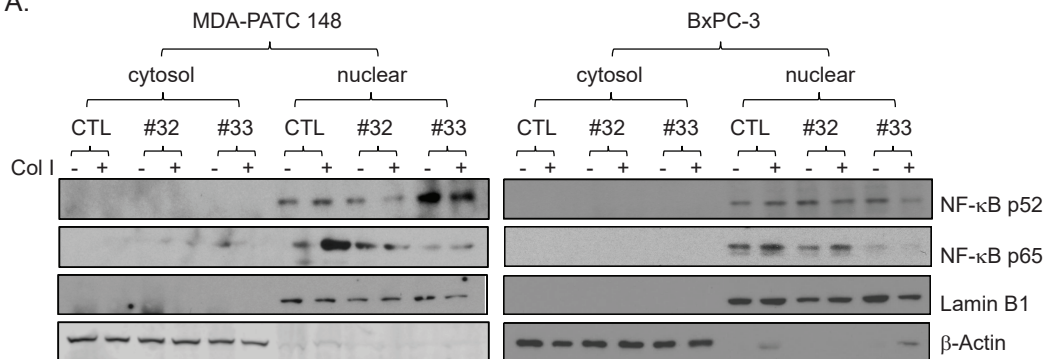 A.
MDA-PATC 148 BxPC-3
cytosol nuclear cytosol nuclear
CTL #32 #33 CTL #32 #33 CTL #32 #33 CTL #32 #33
Col I - + - + - + - + - + - + - + - + - + - + - + - +
NF-κB p52
NF-κB p65
Lamin B1
β-Actin